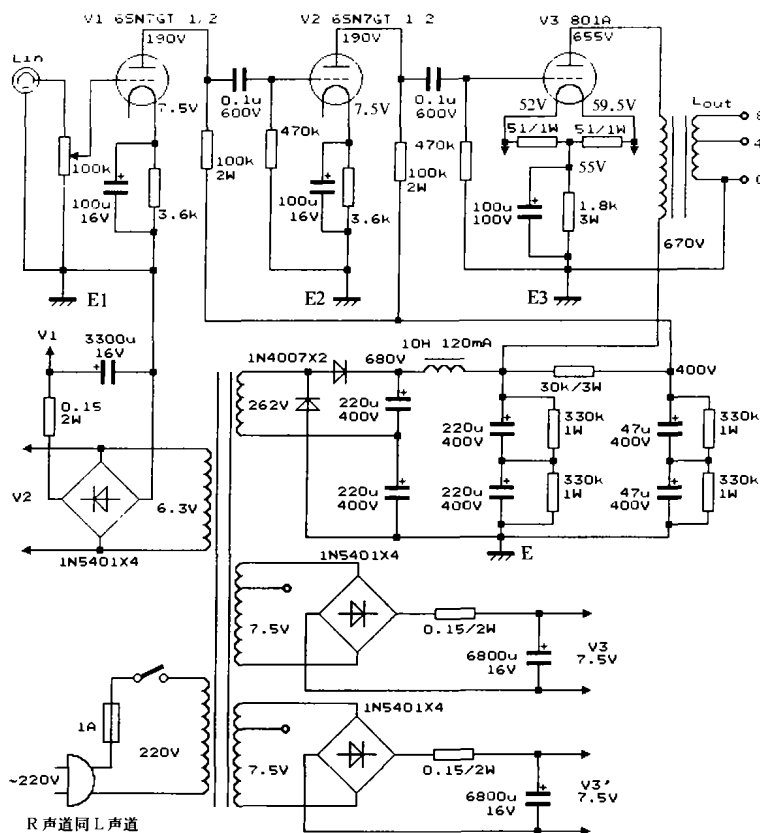 V1 6SN7GT 1/2
190V
V2 6SN7GT 1 2
190V
V3 801A
655V
Lin
7.5V
0.1u
600V
7.5V
0.1u
600V
52V
59.5V
Lout
8
4
0
100k
470k
100k
2W
470k
100k
2W
51/1W
51/1W
55V
100u
16V
3.6k
100u
16V
3.6k
100u
100V
1.8k
3W
670V
E1
E2
E3
V1
3300u
16V
0.15
2W
V2
6.3V
1N5401X4
1N4007X2
680V
10H 120mA
30k/3W
400V
262V
220u
400V
220u
400V
330k
1W
47u
400V
330k
1W
220u
400V
220u
400V
330k
1W
47u
400V
330k
1W
E
1N5401X4
7.5V
0.15/2W
6800u
16V
V3
7.5V
1N5401X4
7.5V
0.15/2W
6800u
16V
V3'
7.5V
1A
220V
~220V
R声道同L声道